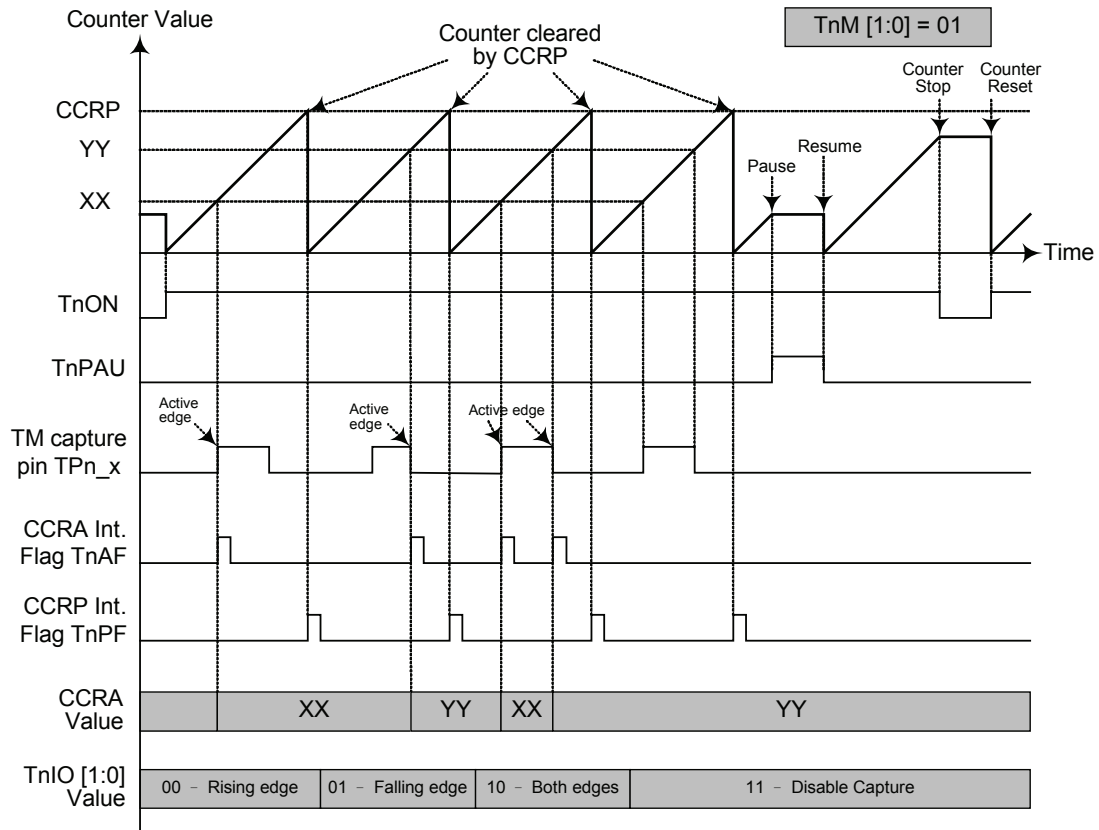 Counter Value
TnM [1:0] = 01
Counter cleared
by CCRP
Counter
Stop
Counter
Reset
CCRP
YY
XX
Pause
Resume
Time
TnON
TnPAU
Active
edge
Active
edge
Active edge
TM capture
pin TPn_x
CCRA Int.
Flag TnAF
CCRP Int.
Flag TnPF
CCRA
Value
XX
YY
XX
YY
TnIO [1:0]
Value
00 – Rising edge
01 – Falling edge
10 – Both edges
11 – Disable Capture